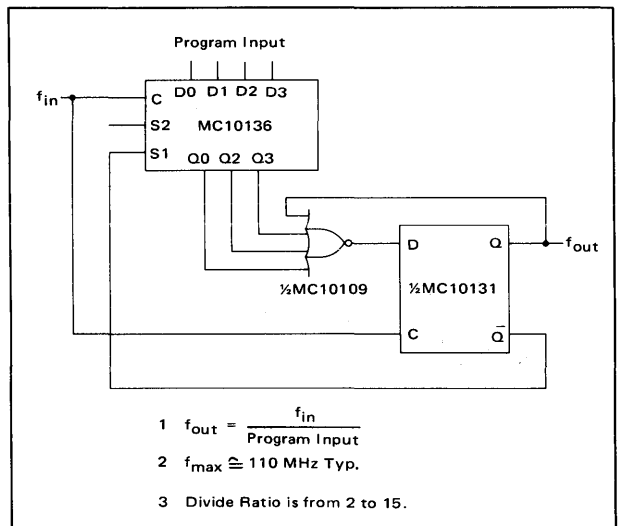 Program Input
f_in
C D0 D1 D2 D3
S2 MC10136
S1 Q0 Q2 Q3
D Q f_out
½MC10109 ½MC10131
C Q̅
1 f_out = f_in / Program Input
2 f_max ≅ 110 MHz Typ.
3 Divide Ratio is from 2 to 15.